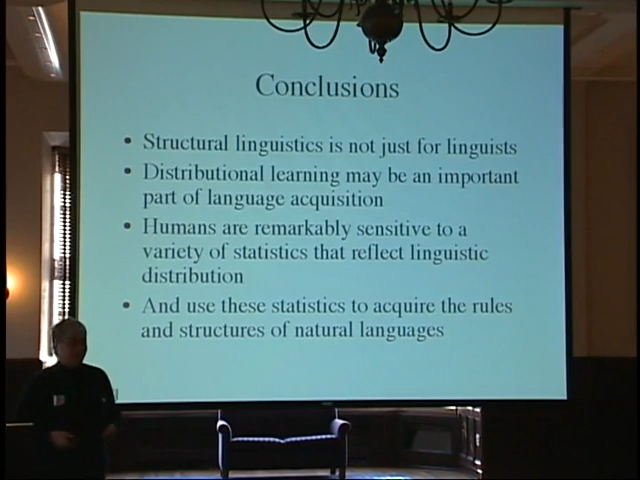 Conclusions
• Structural linguistics is not just for linguists
• Distributional learning may be an important
part of language acquisition
• Humans are remarkably sensitive to a
variety of statistics that reflect linguistic
distribution
• And use these statistics to acquire the rules
and structures of natural languages